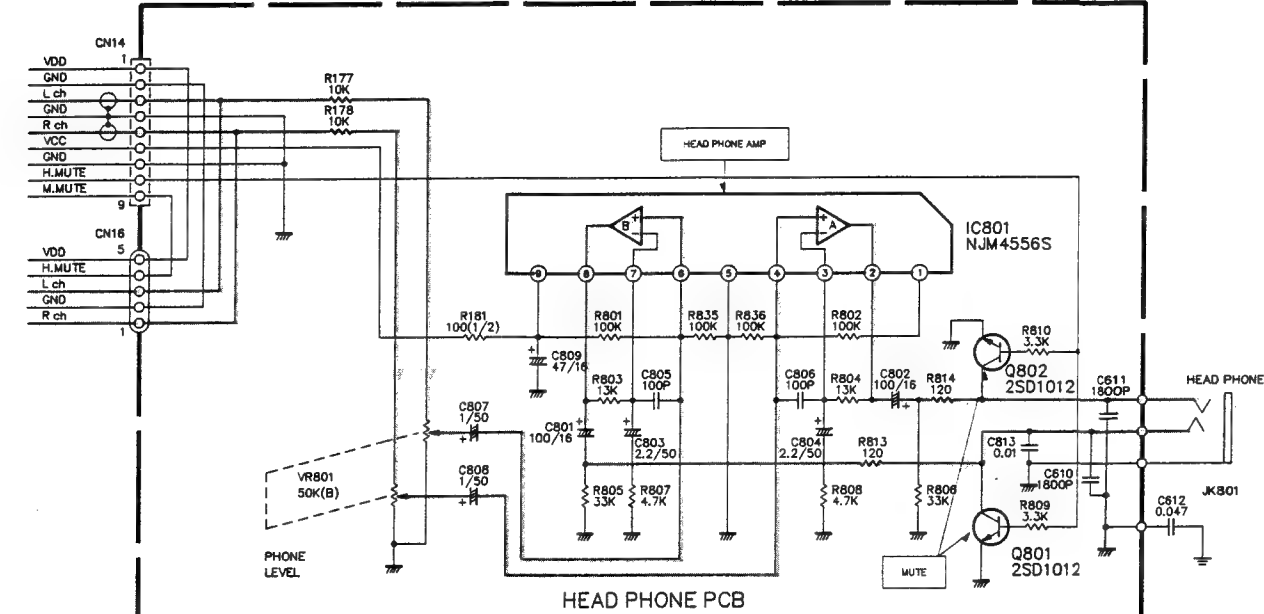 CN14
1
VDD
GND
L ch
GND
R ch
VCC
GND
H.MUTE
M.MUTE
9
CN16
5
VDD
H.MUTE
L ch
GND
R ch
1
R177
10K
R178
10K
HEAD PHONE AMP
B
A
IC801
NJM4556S
9 8 7 6 5 4 3 2 1
R181
100(1/2)
R801
100K
R835
100K
R836
100K
R802
100K
C809
47/16
R803
13K
C805
100P
C806
100P
R804
13K
C802
100/16
R814
120
R810
3.3K
Q802
2SD1012
C611
1800P
HEAD PHONE
C807
1/50
C801
100/16
C803
2.2/50
C804
2.2/50
R813
120
C813
0.01
C610
1800P
JK801
VR801
50K(B)
C808
1/50
R805
33K
R807
4.7K
R808
4.7K
R806
33K
R809
3.3K
C612
0.047
PHONE
LEVEL
MUTE
Q801
2SD1012
HEAD PHONE PCB